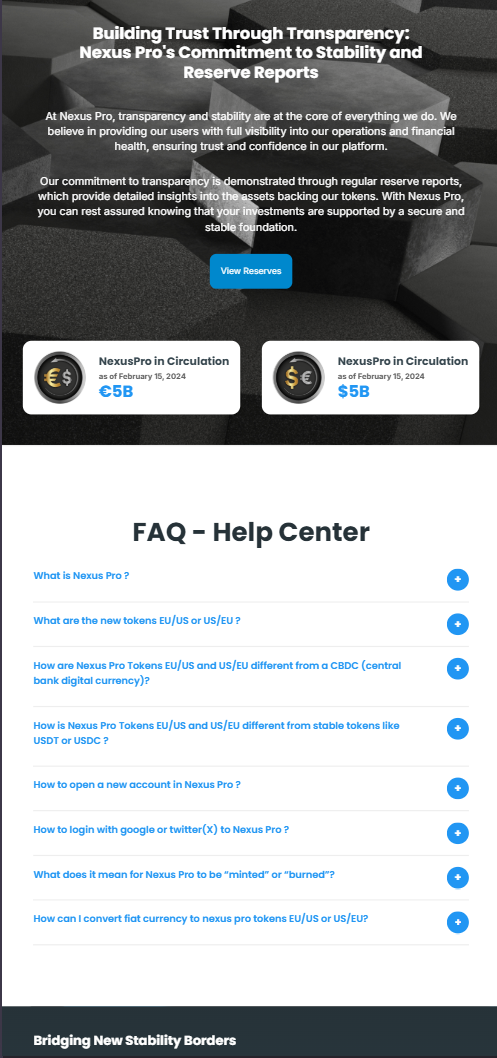 Building Trust Through Transparency:
Nexus Pro's Commitment to Stability and
Reserve Reports
At Nexus Pro, transparency and stability are at the core of everything we do. We
believe in providing our users with full visibility into our operations and financial
health, ensuring trust and confidence in our platform.
Our commitment to transparency is demonstrated through regular reserve reports,
which provide detailed insights into the assets backing our tokens. With Nexus Pro,
you can rest assured knowing that your investments are supported by a secure and
stable foundation.
View Reserves
€$
NexusPro in Circulation
as of February 15, 2024
€5B
$€
NexusPro in Circulation
as of February 15, 2024
$5B
FAQ - Help Center
What is Nexus Pro ?
+
What are the new tokens EU/US or US/EU ?
+
How are Nexus Pro Tokens EU/US and US/EU different from a CBDC (central
bank digital currency)?
+
How is Nexus Pro Tokens EU/US and US/EU different from stable tokens like
USDT or USDC ?
+
How to open a new account in Nexus Pro ?
+
How to login with google or twitter(X) to Nexus Pro ?
+
What does it mean for Nexus Pro to be “minted” or “burned”?
+
How can I convert fiat currency to nexus pro tokens EU/US or US/EU?
+
Bridging New Stability Borders